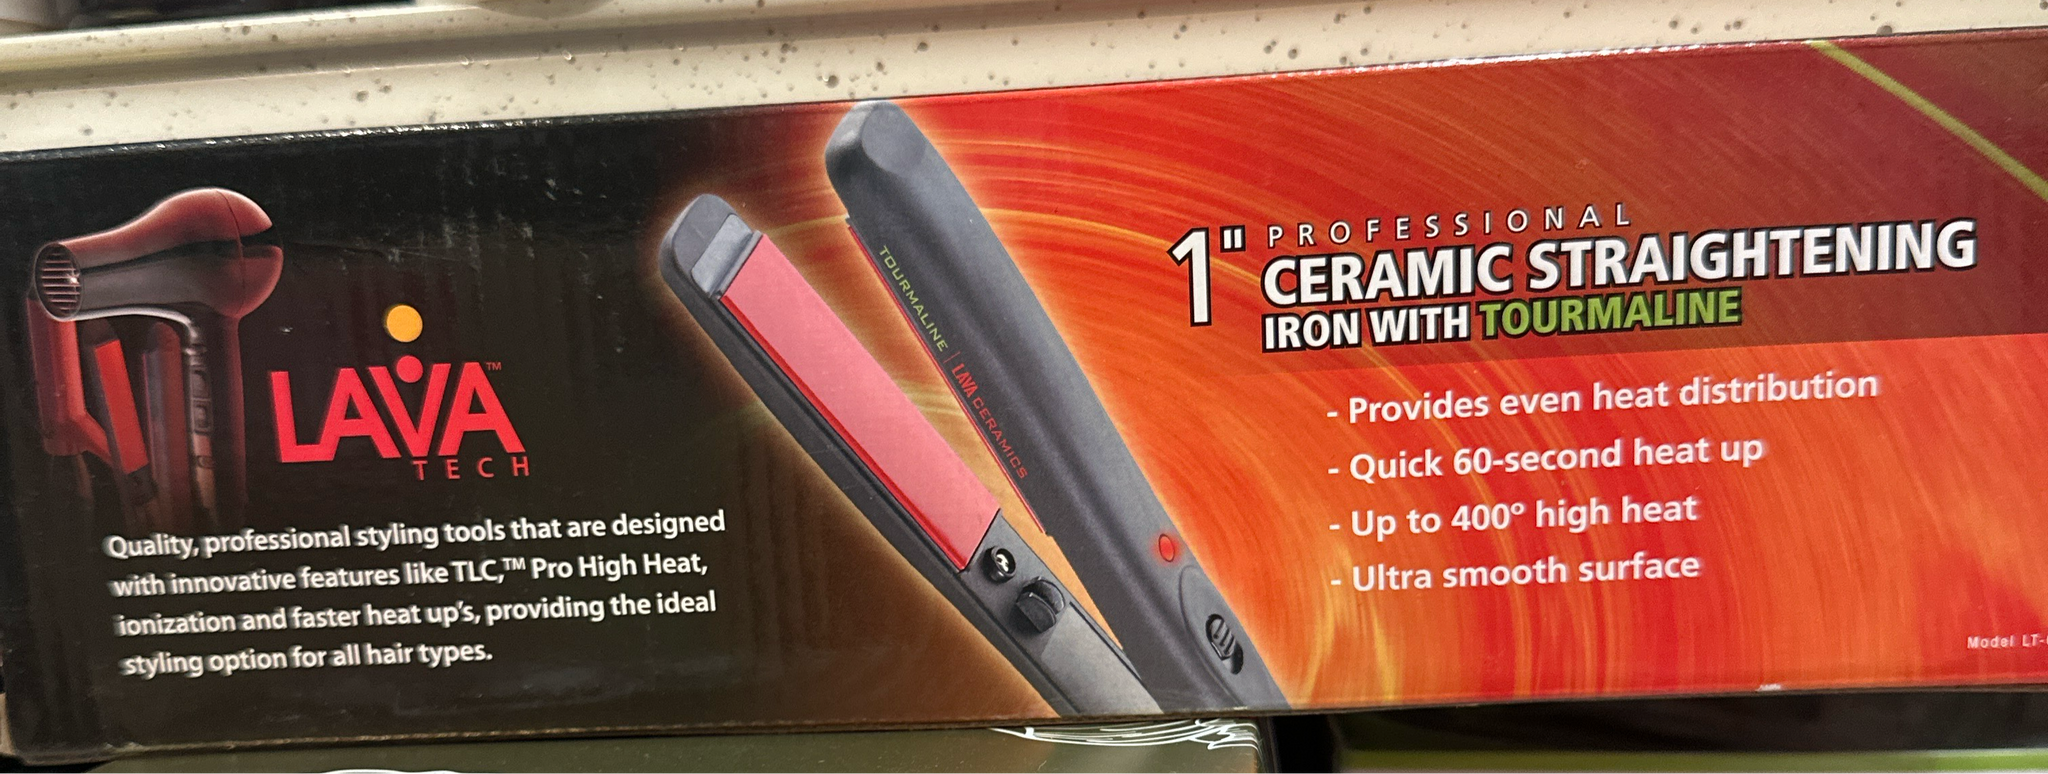 LAVA™
TECH
Quality, professional styling tools that are designed
with innovative features like TLC,™ Pro High Heat,
ionization and faster heat up's, providing the ideal
styling option for all hair types.
TOURMALINE | LAVA CERAMICS
1" PROFESSIONAL
CERAMIC STRAIGHTENING
IRON WITH TOURMALINE
- Provides even heat distribution
- Quick 60-second heat up
- Up to 400° high heat
- Ultra smooth surface
Model LT-